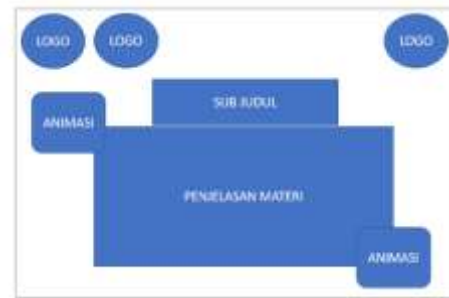 LOGO
LOGO
LOGO
SUB JUDUL
ANIMASI
PENJELASAN MATERI
ANIMASI